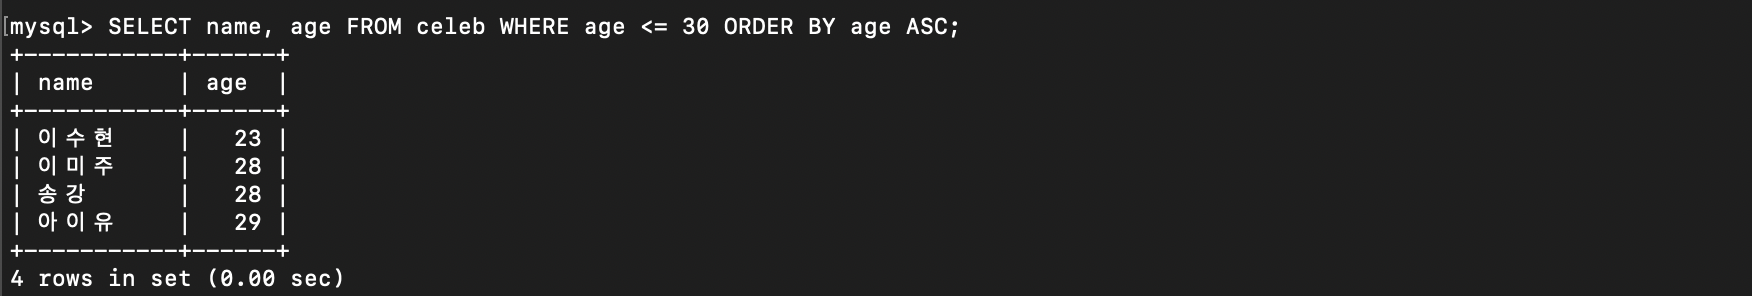 [mysql> SELECT name, age FROM celeb WHERE age <= 30 ORDER BY age ASC;
+-----------+------+
| name      | age  |
+-----------+------+
| 이수현    |   23 |
| 이미주    |   28 |
| 송강      |   28 |
| 아이유    |   29 |
+-----------+------+
4 rows in set (0.00 sec)